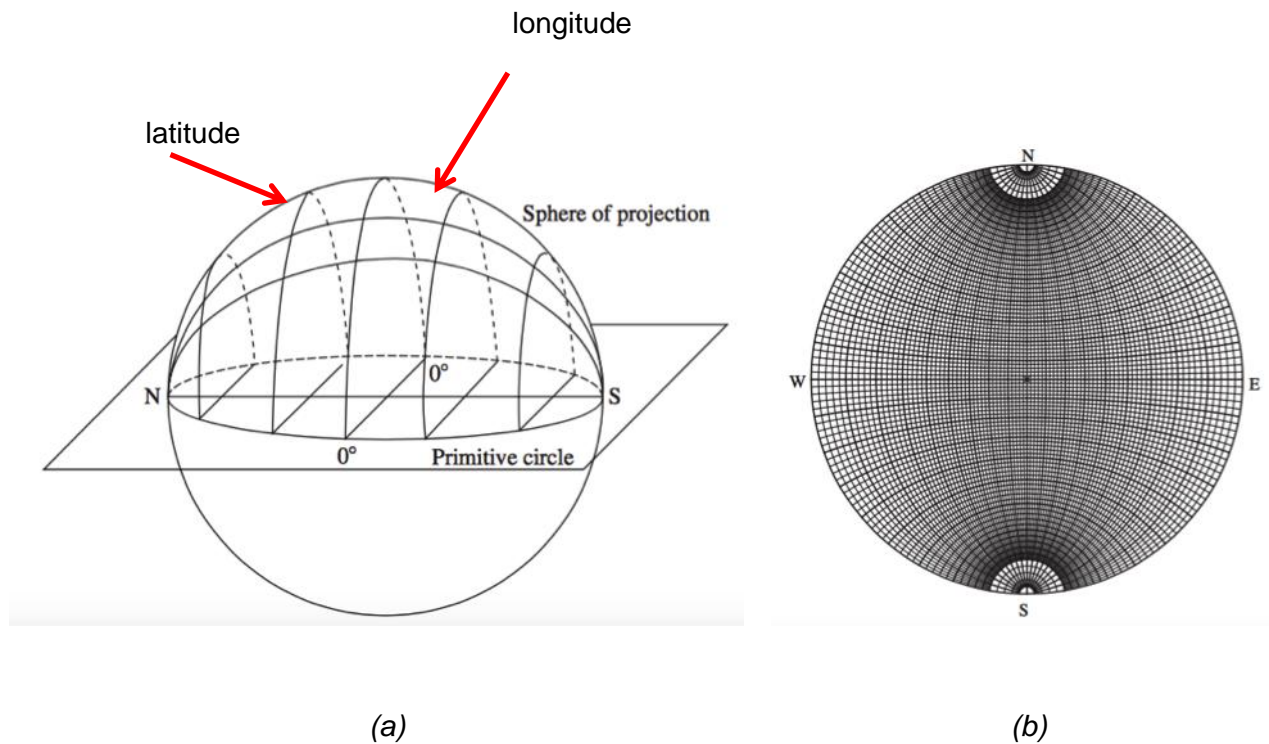 longitude
latitude
Sphere of projection
N
0°
S
0°
Primitive circle
(a)
N
W
E
S
(b)